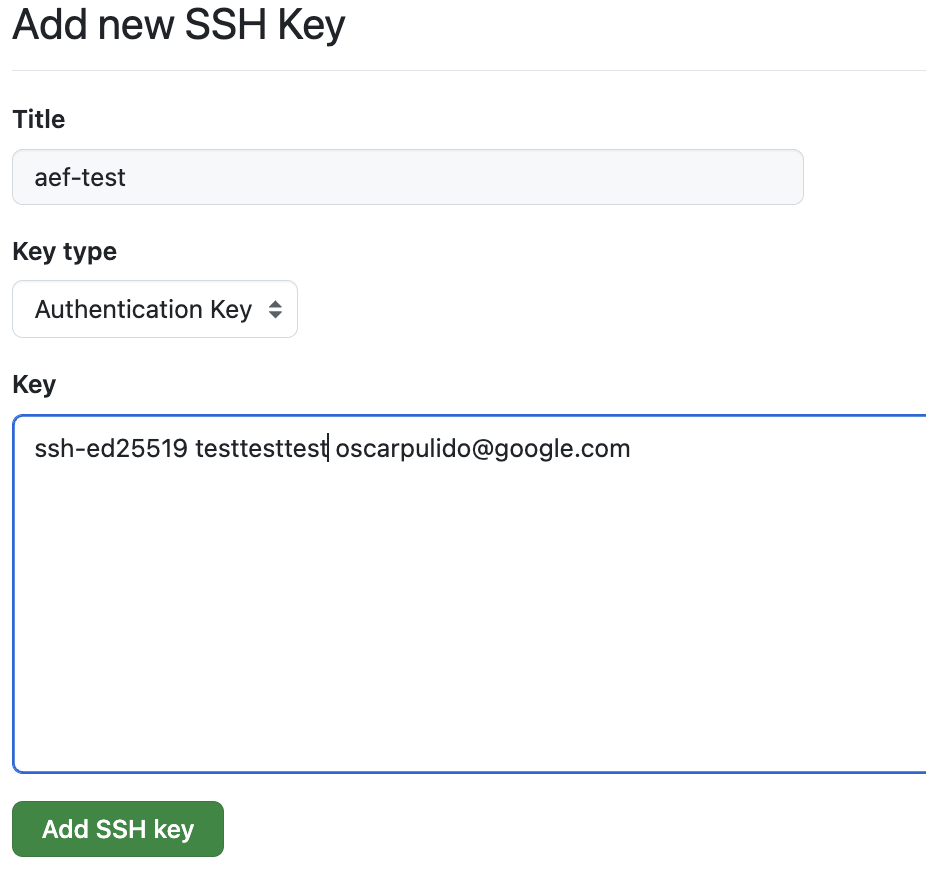 Add new SSH Key
Title
aef-test
Key type
Authentication Key
Key
ssh-ed25519 testtesttest oscarpulido@google.com
Add SSH key